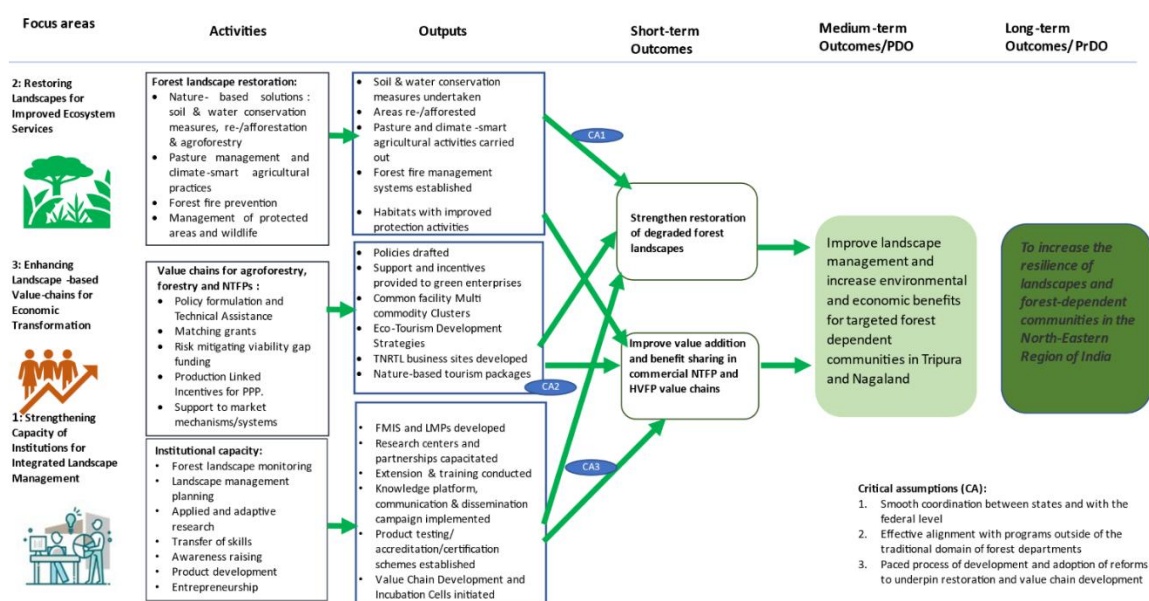 Focus areas
Activities
Outputs
Short-term
Outcomes
Medium-term
Outcomes/PDO
Long-term
Outcomes/ PrDO
2: Restoring
Landscapes for
Improved Ecosystem
Services
Forest landscape restoration:
• Nature- based solutions :
soil & water conservation
measures, re-/afforestation
& agroforestry
• Pasture management and
climate-smart agricultural
practices
• Forest fire prevention
• Management of protected
areas and wildlife
• Soil & water conservation
measures undertaken
• Areas re-/afforested
• Pasture and climate -smart
agricultural activities carried
out
• Forest fire management
systems established
• Habitats with improved
protection activities
CA1
3: Enhancing
Landscape -based
Value-chains for
Economic
Transformation
Value chains for agroforestry,
forestry and NTFPs :
• Policy formulation and
Technical Assistance
• Matching grants
• Risk mitigating viability gap
funding
• Production Linked
Incentives for PPP.
• Support to market
mechanisms/systems
• Policies drafted
• Support and incentives
provided to green enterprises
• Common facility Multi
commodity Clusters
• Eco-Tourism Development
Strategies
• TNRTL business sites developed
• Nature-based tourism packages
CA2
1: Strengthening
Capacity of
Institutions for
Integrated Landscape
Management
Institutional capacity:
• Forest landscape monitoring
• Landscape management
planning
• Applied and adaptive
research
• Transfer of skills
• Awareness raising
• Product development
• Entrepreneurship
• FMIS and LMPs developed
• Research centers and
partnerships capacitated
• Extension & training conducted
• Knowledge platform,
communication & dissemination
campaign implemented
• Product testing/
accreditation/certification
schemes established
• Value Chain Development and
Incubation Cells initiated
CA3
Strengthen restoration
of degraded forest
landscapes
Improve value addition
and benefit sharing in
commercial NTFP and
HVFP value chains
Improve landscape
management and
increase environmental
and economic benefits
for targeted forest
dependent
communities in Tripura
and Nagaland
To increase the
resilience of
landscapes and
forest-dependent
communities in the
North-Eastern
Region of India
Critical assumptions (CA):
1. Smooth coordination between states and with the
federal level
2. Effective alignment with programs outside of the
traditional domain of forest departments
3. Paced process of development and adoption of reforms
to underpin restoration and value chain development